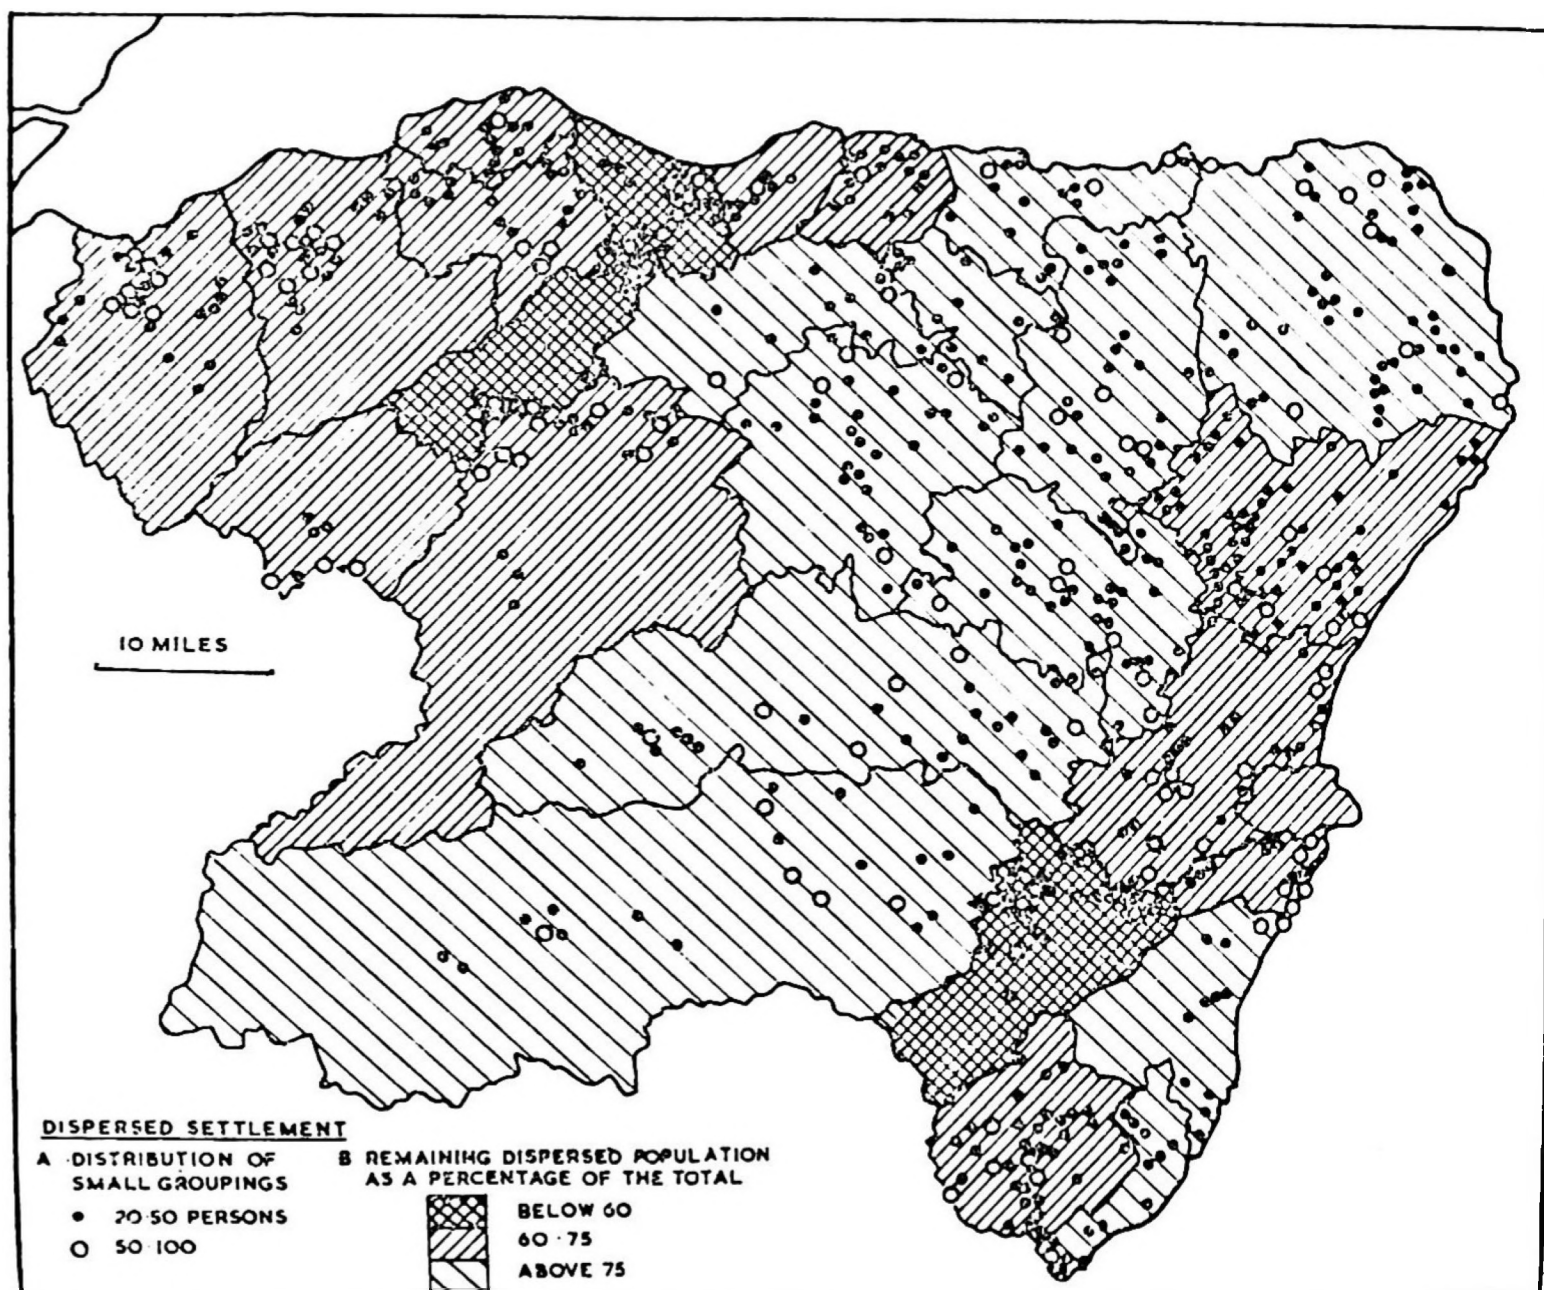 10 MILES
DISPERSED SETTLEMENT
A DISTRIBUTION OF
SMALL GROUPINGS
20·50 PERSONS
50·100
B REMAINING DISPERSED POPULATION
AS A PERCENTAGE OF THE TOTAL
BELOW 60
60·75
ABOVE 75